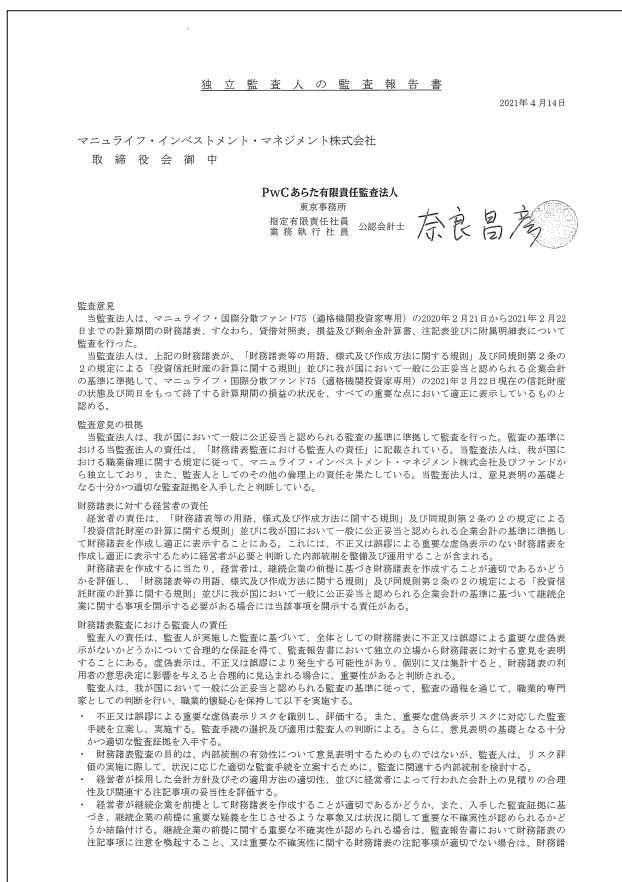 独立監査人の監査報告書
2021年4月14日
マニュライフ・インベストメント・マネジメント株式会社
取締役会御中
PwCあらた有限責任監査法人
東京事務所
指定有限責任社員
業務執行社員
公認会計士 奈良昌彦
監査意見
当監査法人は、マニュライフ・国際分散ファンド75（適格機関投資家専用）の2020年2月21日から2021年2月22
日までの計算期間の財務諸表、すなわち、貸借対照表、損益及び剰余金計算書、注記表並びに附属明細表について
監査を行った。
当監査法人は、上記の財務諸表が、「財務諸表等の用語、様式及び作成方法に関する規則」及び同規則第2条の
2の規定による「投資信託財産の計算に関する規則」並びに我が国において一般に公正妥当と認められる企業会計
の基準に準拠して、マニュライフ・国際分散ファンド75（適格機関投資家専用）の2021年2月22日現在の信託財産
の状態及び同日をもって終了する計算期間の損益の状況を、すべての重要な点において適正に表示しているものと
認める。
監査意見の根拠
当監査法人は、我が国において一般に公正妥当と認められる監査の基準に準拠して監査を行った。監査の基準に
おける当監査法人の責任は、「財務諸表監査における監査人の責任」に記載されている。当監査法人は、我が国に
おける職業倫理に関する規定に従って、マニュライフ・インベストメント・マネジメント株式会社及びファンドか
ら独立しており、また、監査人としてのその他の倫理上の責任を果たしている。当監査法人は、意見表明の基礎と
なる十分かつ適切な監査証拠を入手したと判断している。
財務諸表に対する経営者の責任
経営者の責任は、「財務諸表等の用語、様式及び作成方法に関する規則」及び同規則第2条の2の規定による
「投資信託財産の計算に関する規則」並びに我が国において一般に公正妥当と認められる企業会計の基準に準拠し
て財務諸表を作成し適正に表示することにある。これには、不正又は誤謬による重要な虚偽表示のない財務諸表を
作成し適正に表示するために経営者が必要と判断した内部統制を整備及び運用することが含まれる。
財務諸表を作成するに当たり、経営者は、継続企業の前提に基づき財務諸表を作成することが適切であるかどう
かを評価し、「財務諸表等の用語、様式及び作成方法に関する規則」及び同規則第2条の2の規定による「投資信
託財産の計算に関する規則」並びに我が国において一般に公正妥当と認められる企業会計の基準に基づいて継続企
業に関する事項を開示する必要がある場合には当該事項を開示する責任がある。
財務諸表監査における監査人の責任
監査人の責任は、監査人が実施した監査に基づいて、全体としての財務諸表に不正又は誤謬による重要な虚偽表
示がないかどうかについて合理的な保証を得て、監査報告書において独立の立場から財務諸表に対する意見を表明
することにある。虚偽表示は、不正又は誤謬により発生する可能性があり、個別に又は集計すると、財務諸表の利
用者の意思決定に影響を与えると合理的に見込まれる場合に、重要性があると判断される。
監査人は、我が国において一般に公正妥当と認められる監査の基準に従って、監査の過程を通じて、職業的専門
家としての判断を行い、職業的懐疑心を保持して以下を実施する。
・ 不正又は誤謬による重要な虚偽表示リスクを識別し、評価する。また、重要な虚偽表示リスクに対応した監査
手続を立案し、実施する。監査手続の選択及び適用は監査人の判断による。さらに、意見表明の基礎となる十分
かつ適切な監査証拠を入手する。
・ 財務諸表監査の目的は、内部統制の有効性について意見表明するためのものではないが、監査人は、リスク評
価の実施に際して、状況に応じた適切な監査手続を立案するために、監査に関連する内部統制を検討する。
・ 経営者が採用した会計方針及びその適用方法の適切性、並びに経営者によって行われた会計上の見積りの合理
性及び関連する注記事項の妥当性を評価する。
・ 経営者が継続企業を前提として財務諸表を作成することが適切であるかどうか、また、入手した監査証拠に基
づき、継続企業の前提に重要な疑義を生じさせるような事象又は状況に関して重要な不確実性が認められるかど
うか結論付ける。継続企業の前提に関する重要な不確実性が認められる場合は、監査報告書において財務諸表の
注記事項に注意を喚起すること、又は重要な不確実性に関する財務諸表の注記事項が適切でない場合は、財務諸